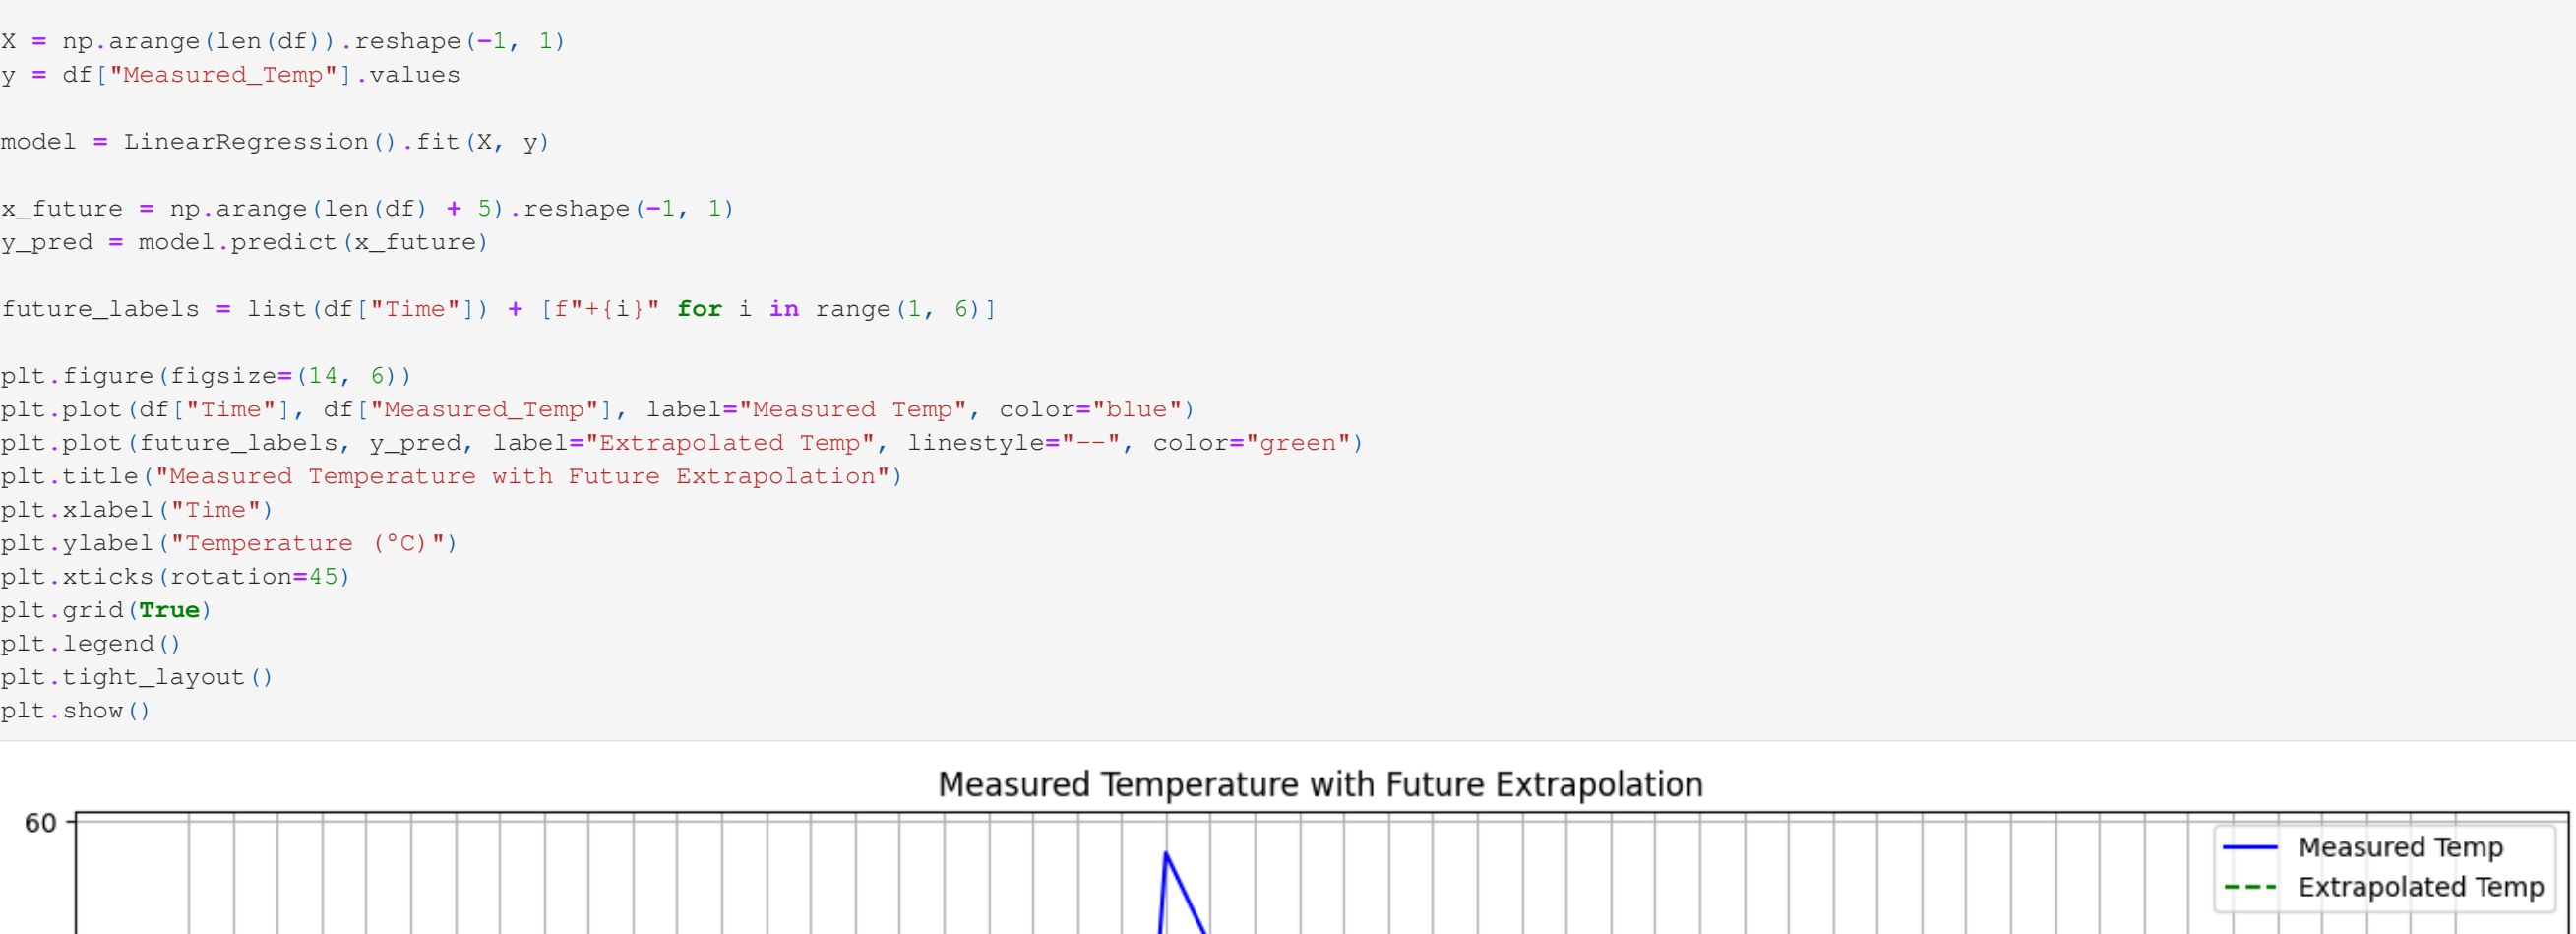 X = np.arange(len(df)).reshape(-1, 1)
y = df["Measured_Temp"].values
model = LinearRegression().fit(X, y)
x_future = np.arange(len(df) + 5).reshape(-1, 1)
y_pred = model.predict(x_future)
future_labels = list(df["Time"]) + [f"+{i}" for i in range(1, 6)]
plt.figure(figsize=(14, 6))
plt.plot(df["Time"], df["Measured_Temp"], label="Measured Temp", color="blue")
plt.plot(future_labels, y_pred, label="Extrapolated Temp", linestyle="--", color="green")
plt.title("Measured Temperature with Future Extrapolation")
plt.xlabel("Time")
plt.ylabel("Temperature (°C)")
plt.xticks(rotation=45)
plt.grid(True)
plt.legend()
plt.tight_layout()
plt.show()
Measured Temperature with Future Extrapolation
60
Measured Temp
Extrapolated Temp